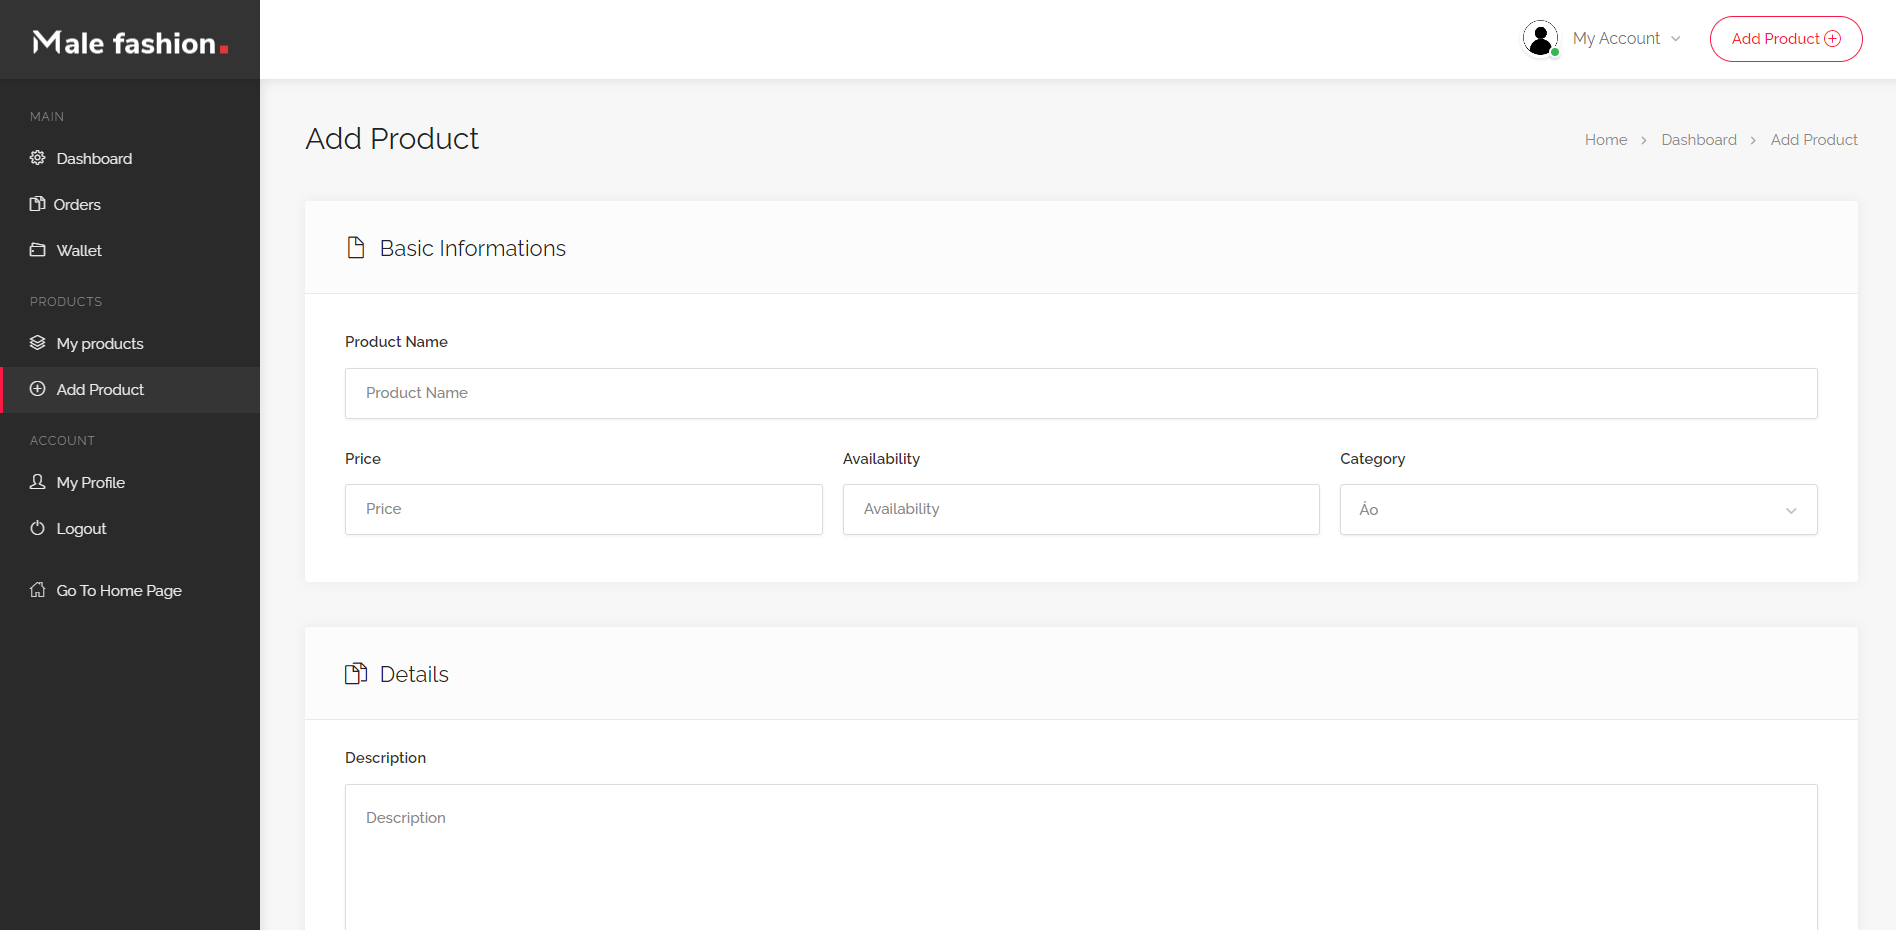 Male fashion.
My Account
Add Product
MAIN
Dashboard
Orders
Wallet
PRODUCTS
My products
Add Product
ACCOUNT
My Profile
Logout
Go To Home Page
Add Product
Home > Dashboard > Add Product
Basic Informations
Product Name
Product Name
Price Availability Category
Price Availability Áo
Details
Description
Description